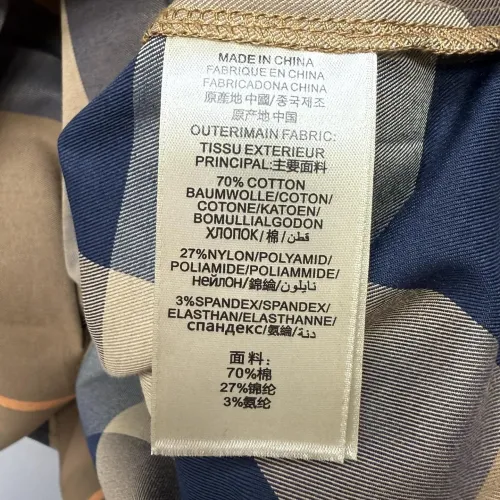 MADE IN CHINA
FABRIQUE EN CHINA
FABRICADONA CHINA
原產地 中國/중국제조
原产地 中国
OUTERIMAIN FABRIC:
TISSU EXTERIEUR
PRINCIPAL:主要面料
70% COTTON
BAUMWOLLE/COTON/
COTONE/KATOEN/
BOMULLIALGODON
ХЛОПОК/棉/قطن/
27%NYLON/POLYAMID/
POLIAMIDE/POLIAMMIDE/
Нейлон/錦綸/نايلون/
3%SPANDEX/SPANDEX/
ELASTHAN/ELASTHANNE/
спандекс/氨綸/دنة/
面料:
70%棉
27%锦纶
3%氨纶